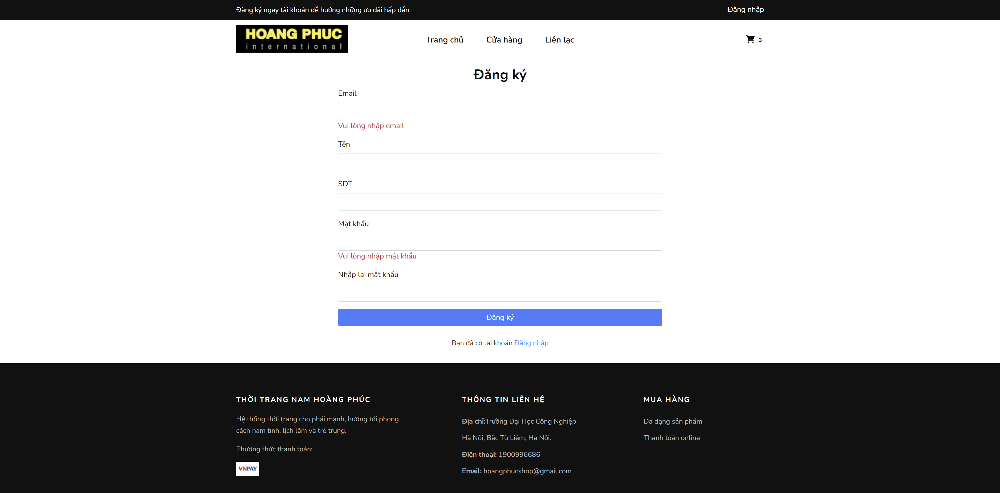 Đăng ký ngay tài khoản để hưởng những ưu đãi hấp dẫn
Đăng nhập
HOANG PHUC
international
Trang chủ
Cửa hàng
Liên lạc
3
Đăng ký
Email
Vui lòng nhập email
Tên
SDT
Mật khẩu
Vui lòng nhập mật khẩu
Nhập lại mật khẩu
Đăng ký
Bạn đã có tài khoản Đăng nhập
THỜI TRANG NAM HOÀNG PHÚC
Hệ thống thời trang cho phái mạnh, hướng tới phong
cách nam tính, lịch lãm và trẻ trung.
Phương thức thanh toán:
VNPAY
THÔNG TIN LIÊN HỆ
Địa chỉ:Trường Đại Học Công Nghiệp
Hà Nội, Bắc Từ Liêm, Hà Nội.
Điện thoại: 1900996686
Email: hoangphucshop@gmail.com
MUA HÀNG
Đa dạng sản phẩm
Thanh toán online